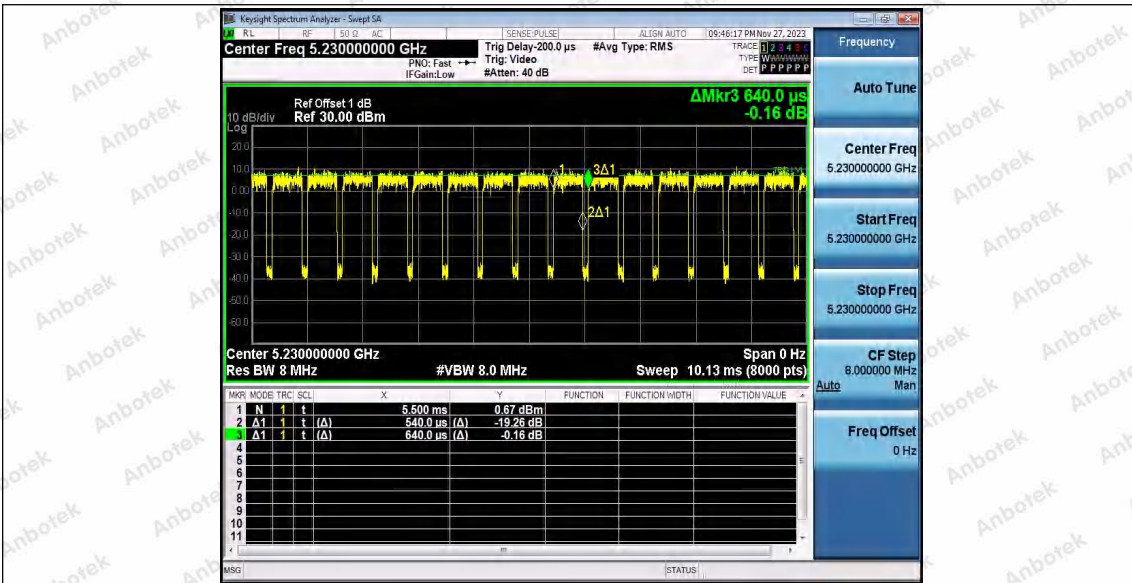 Keysight Spectrum Analyzer - Swept SA
RL RF 50 Ω AC SENSE:PULSE ALIGN AUTO 09:46:17 PM Nov 27, 2023
Center Freq 5.230000000 GHz
PNO: Fast
IFGain:Low
Trig Delay-200.0 µs
Trig: Video
#Atten: 40 dB
#Avg Type: RMS
TRACE 1 2 3 4 5 6
TYPE WWWWWW
DET P P P P P P
ΔMkr3 640.0 µs
-0.16 dB
Ref Offset 1 dB
10 dB/div Ref 30.00 dBm
Log
20.0
10.0
0.00
-10.0
-20.0
-30.0
-40.0
-50.0
-60.0
1
3Δ1
2Δ1
Center 5.230000000 GHz Span 0 Hz
Res BW 8 MHz #VBW 8.0 MHz Sweep 10.13 ms (8000 pts)
MKR MODE TRC SCL X Y FUNCTION FUNCTION WIDTH FUNCTION VALUE
1 N 1 t 5.500 ms 0.67 dBm
2 Δ1 1 t (Δ) 540.0 µs (Δ) -19.26 dB
3 Δ1 1 t (Δ) 640.0 µs (Δ) -0.16 dB
4
5
6
7
8
9
10
11
MSG STATUS
Frequency
Auto Tune
Center Freq
5.230000000 GHz
Start Freq
5.230000000 GHz
Stop Freq
5.230000000 GHz
CF Step
8.000000 MHz
Auto Man
Freq Offset
0 Hz
Anbotek